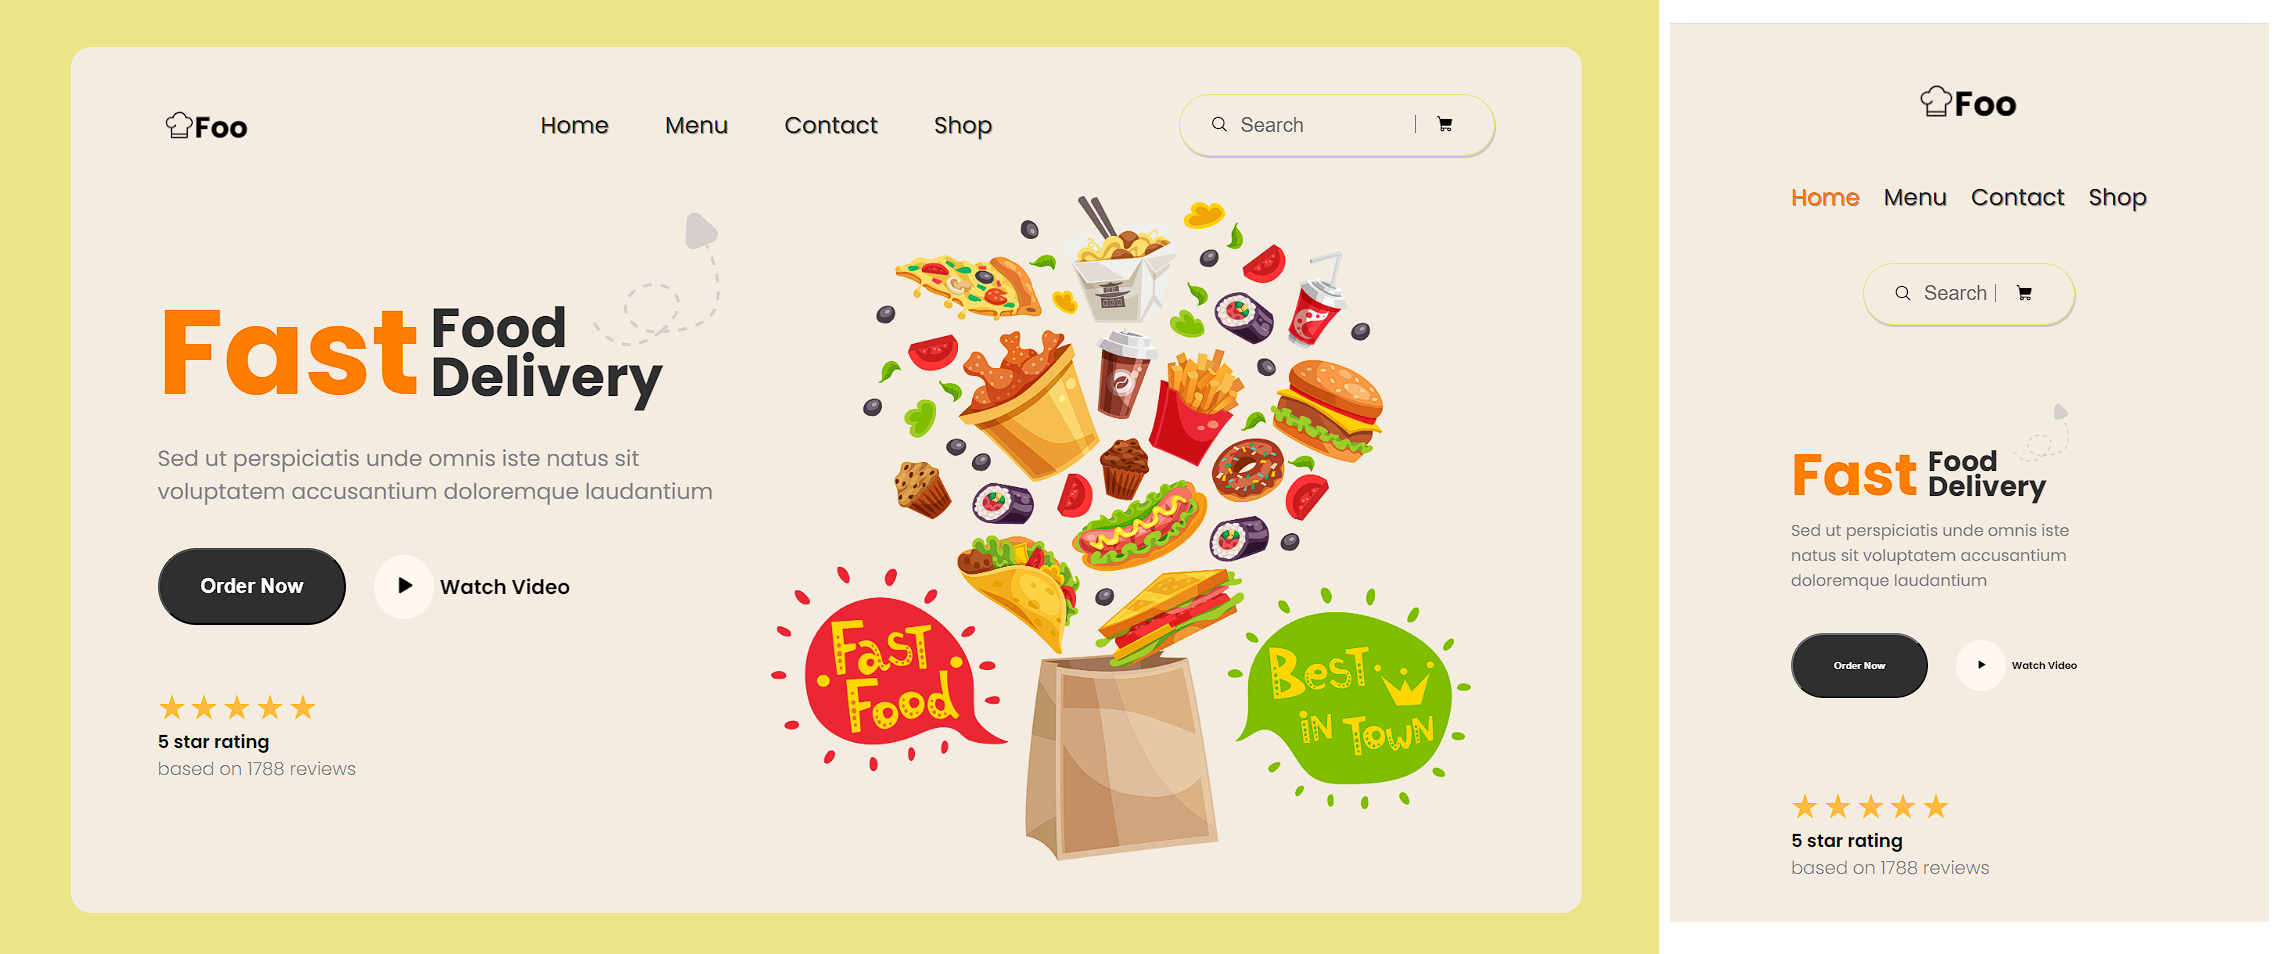 Foo
Home Menu Contact Shop
Search
Fast Food
Delivery
Sed ut perspiciatis unde omnis iste natus sit
voluptatem accusantium doloremque laudantium
Order Now
Watch Video
5 star rating
based on 1788 reviews
FaST
Food
BesT
iN TowN
Foo
Home Menu Contact Shop
Search
Fast Food
Delivery
Sed ut perspiciatis unde omnis iste
natus sit voluptatem accusantium
doloremque laudantium
Order Now
Watch Video
5 star rating
based on 1788 reviews